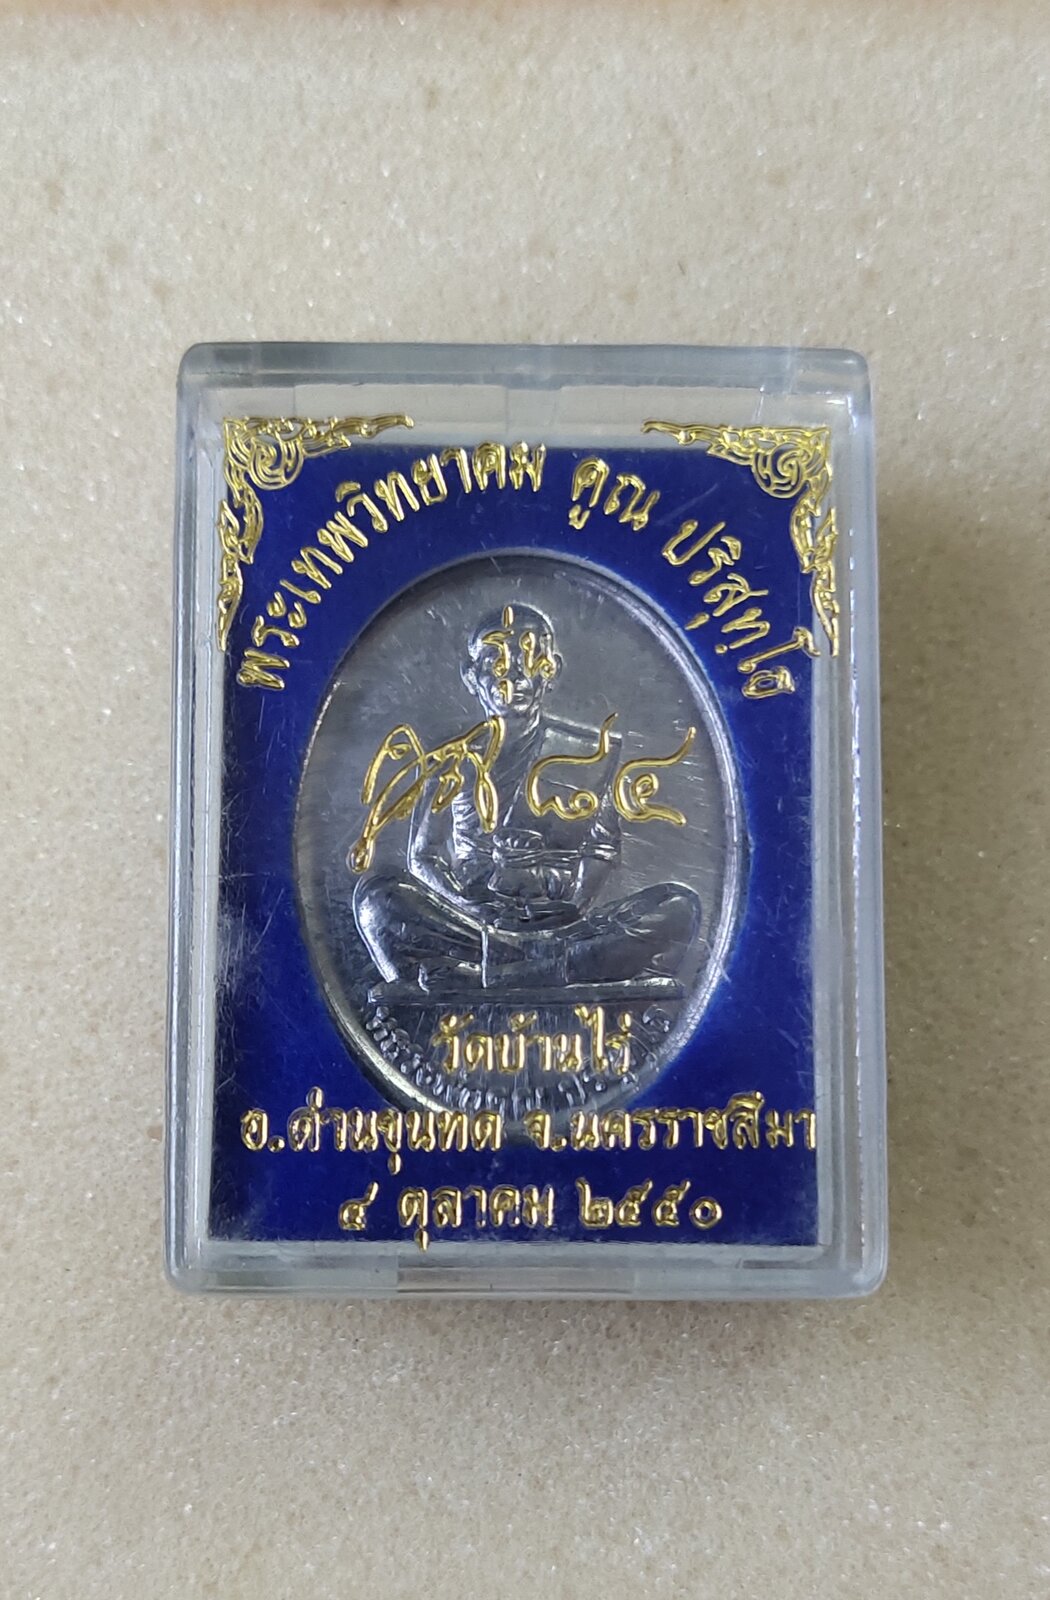 พระเทพวิทยาคม คูณ ปริสุทฺโธ
รุ่น
คูณ ๘๔
วัดบ้านไร่
อ.ด่านขุนทด จ.นครราชสีมา
๔ ตุลาคม ๒๕๕๐